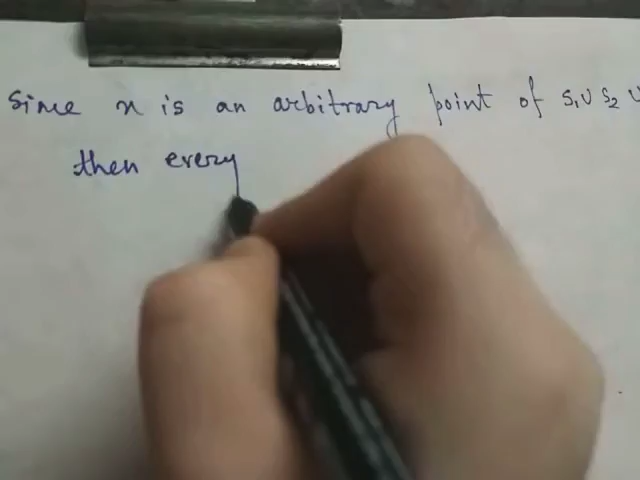 Since x is an arbitrary point of S₁ U S₂ U
then every